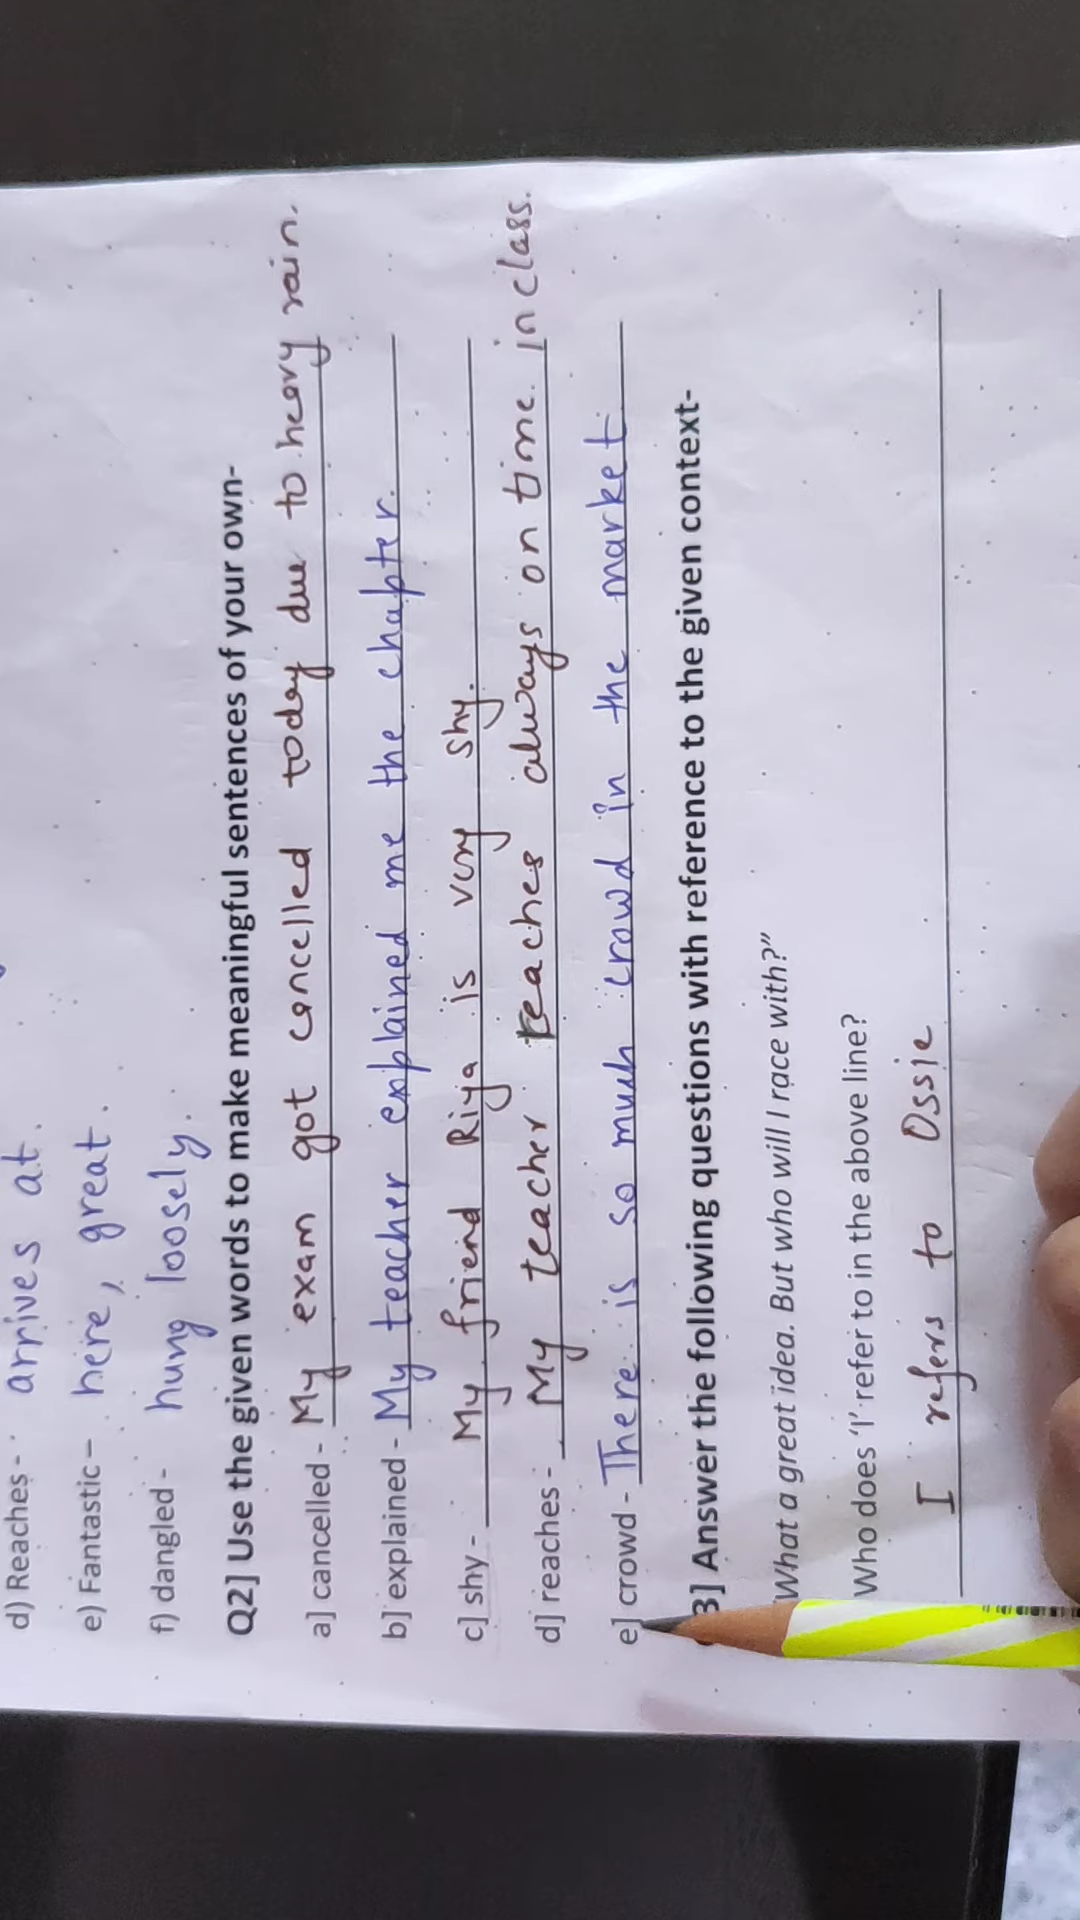 d) Reaches - arrives at.
e) Fantastic - here, great.
f) dangled - hung loosely.
Q2] Use the given words to make meaningful sentences of your own-
a] cancelled - My exam got cancelled today due to heavy rain.
b] explained - My teacher explained me the chapter.
c] shy - My friend Riya is very shy.
d] reaches - My teacher reaches always on time in class.
e] crowd - There is so much crowd in the market.
3] Answer the following questions with reference to the given context-
"What a great idea. But who will I race with?"
Who does 'I' refer to in the above line?
I refers to Ossie